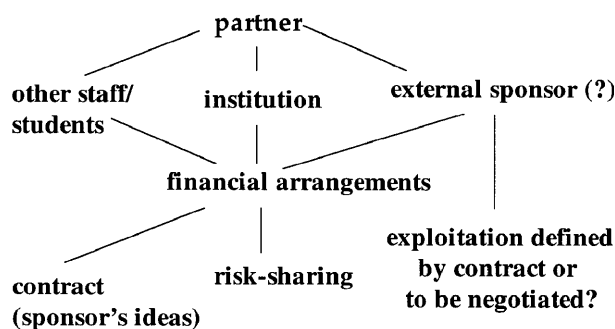 partner
other staff/
students
institution
external sponsor (?)
financial arrangements
contract
(sponsor's ideas)
risk-sharing
exploitation defined
by contract or
to be negotiated?